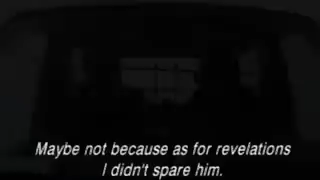 Maybe not because as for revelations
I didn't spare him.